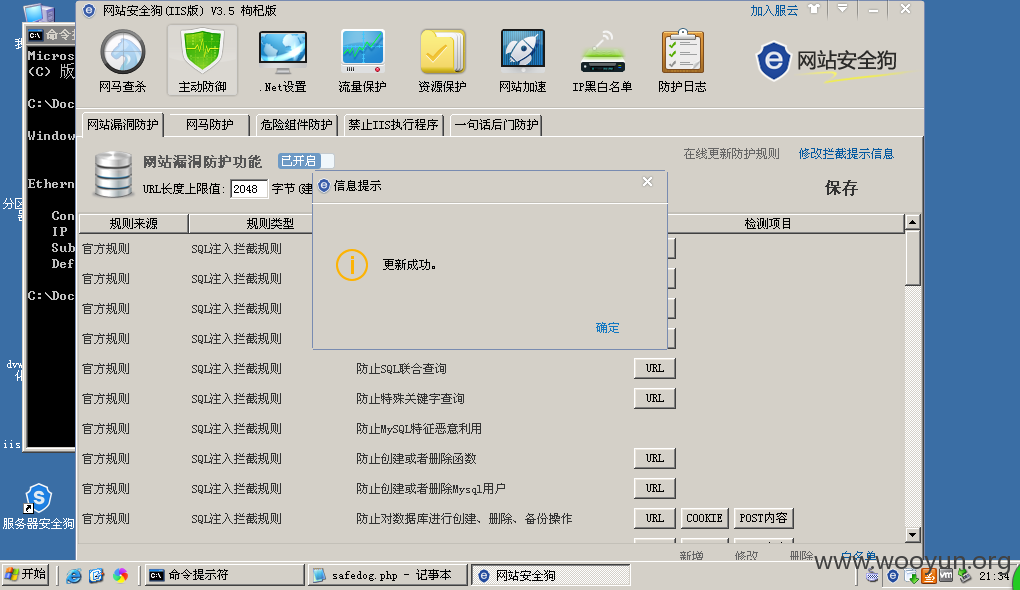 网站安全狗(IIS版) V3.5 枸杞版
加入服云
网马查杀
主动防御
.Net设置
流量保护
资源保护
网站加速
IP黑白名单
防护日志
网站安全狗
网站漏洞防护
网马防护
危险组件防护
禁止IIS执行程序
一句话后门防护
网站漏洞防护功能
已开启
在线更新防护规则
修改拦截提示信息
URL长度上限值:
2048
字节(建
保存
信息提示
更新成功。
确定
规则来源
规则类型
检测项目
官方规则 SQL注入拦截规则
官方规则 SQL注入拦截规则
官方规则 SQL注入拦截规则
官方规则 SQL注入拦截规则
官方规则 SQL注入拦截规则 防止SQL联合查询 URL
官方规则 SQL注入拦截规则 防止特殊关键字查询 URL
官方规则 SQL注入拦截规则 防止MySQL特征恶意利用
官方规则 SQL注入拦截规则 防止创建或者删除函数 URL
官方规则 SQL注入拦截规则 防止创建或者删除Mysql用户 URL
官方规则 SQL注入拦截规则 防止对数据库进行创建、删除、备份操作 URL COOKIE POST内容
新增 修改 删除 白名单
命令提
Micros
(C) 版
C:\Doc
Window
Ethern
Con
IP
Sub
Def
C:\Doc
我
分区
dvw
iis
服务器安全狗
www.wooyun.org
开始
命令提示符
safedog.php - 记事本
网站安全狗
21:34